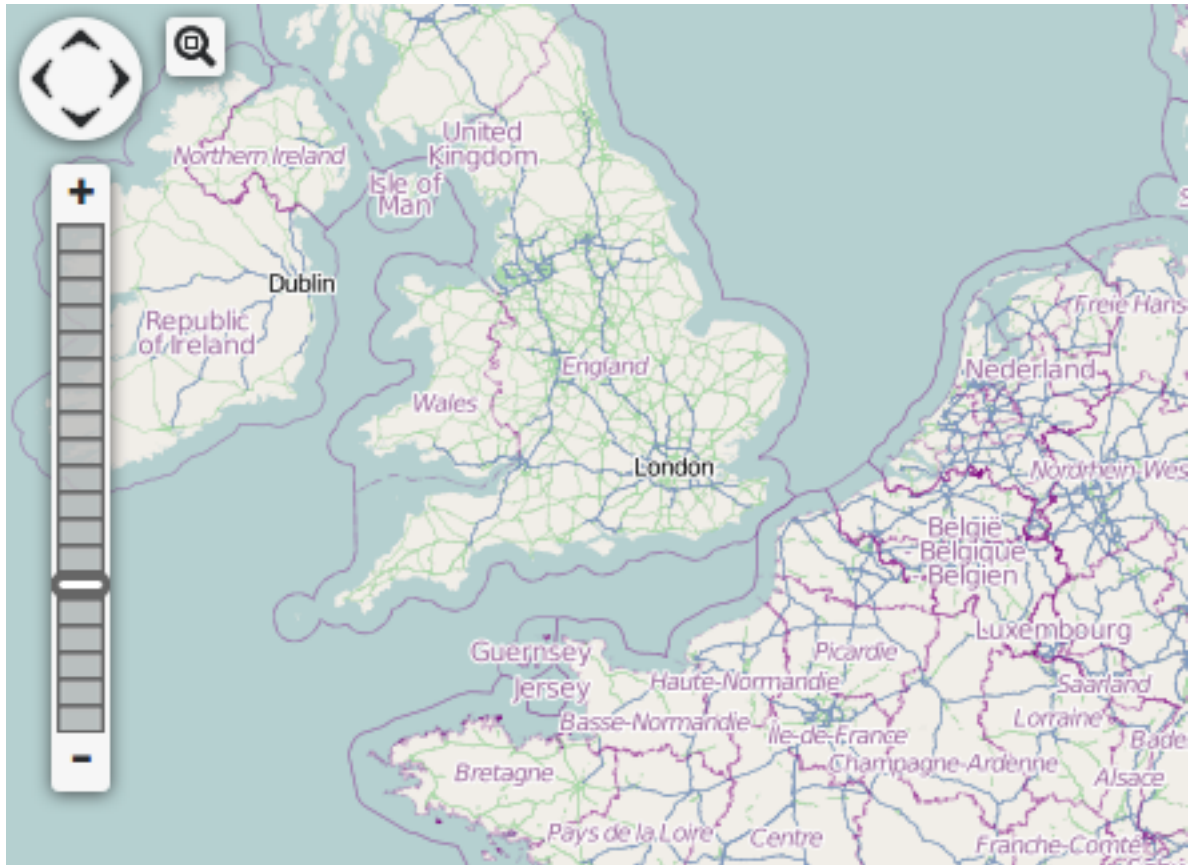 United
Kingdom
Northern Ireland
Isle of
Man
+
Dublin
Freie Hans
Republic
of Ireland
England
Nederland
Wales
London
Nordrhein-Wes
België
- Belgique
- Belgien
Luxembourg
Guernsey
Picardie
Jersey
Haute-Normandie
Saarland
Basse-Normandie
Île-de-France
Lorraine
Bade
-
Bretagne
Champagne-Ardenne
Alsace
Pays de la Loire
Centre
Franche-Comté